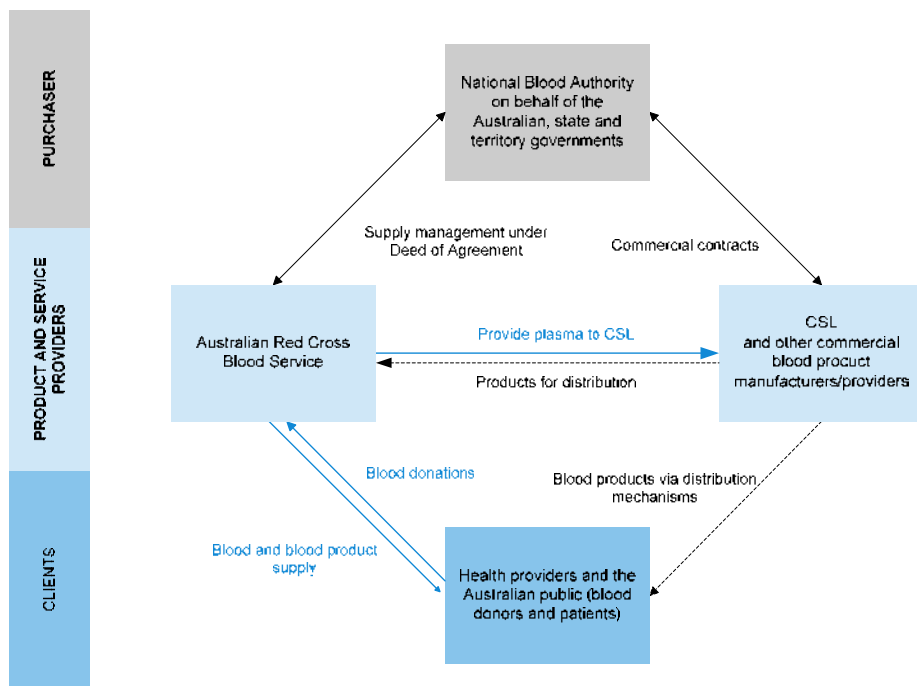 PURCHASER
National Blood Authority
on behalf of the
Australian, state and
territory governments
Supply management under
Deed of Agreement
Commercial contracts
PRODUCT AND SERVICE
PROVIDERS
Australian Red Cross
Blood Service
Provide plasma to CSL
Products for distribution
CSL
and other commercial
blood procuct
manufacturers/providers
Blood donations
Blood products via distribution
mechanisms
Blood and blood product
supply
CLIENTS
Health providers and the
Australian public (blood
donors and patients)